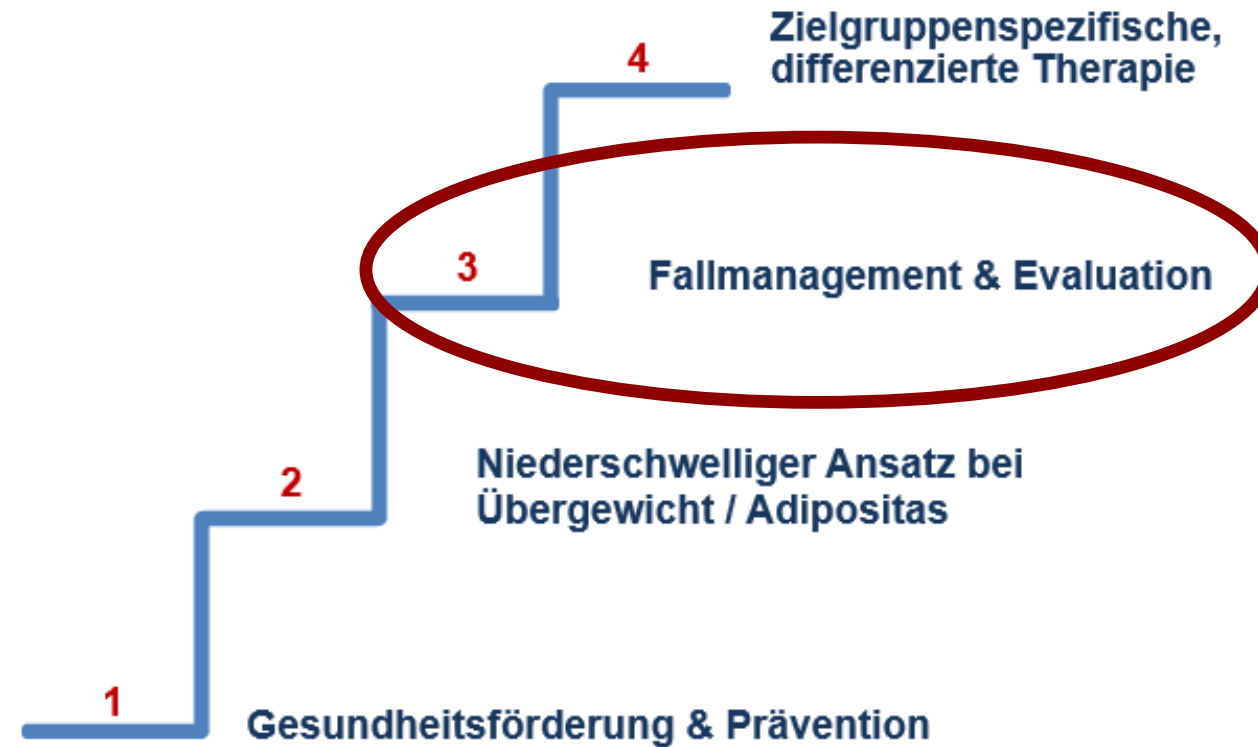 4
Zielgruppenspezifische,
differenzierte Therapie
3
Fallmanagement & Evaluation
2
Niederschwelliger Ansatz bei
Übergewicht / Adipositas
1
Gesundheitsförderung & Prävention